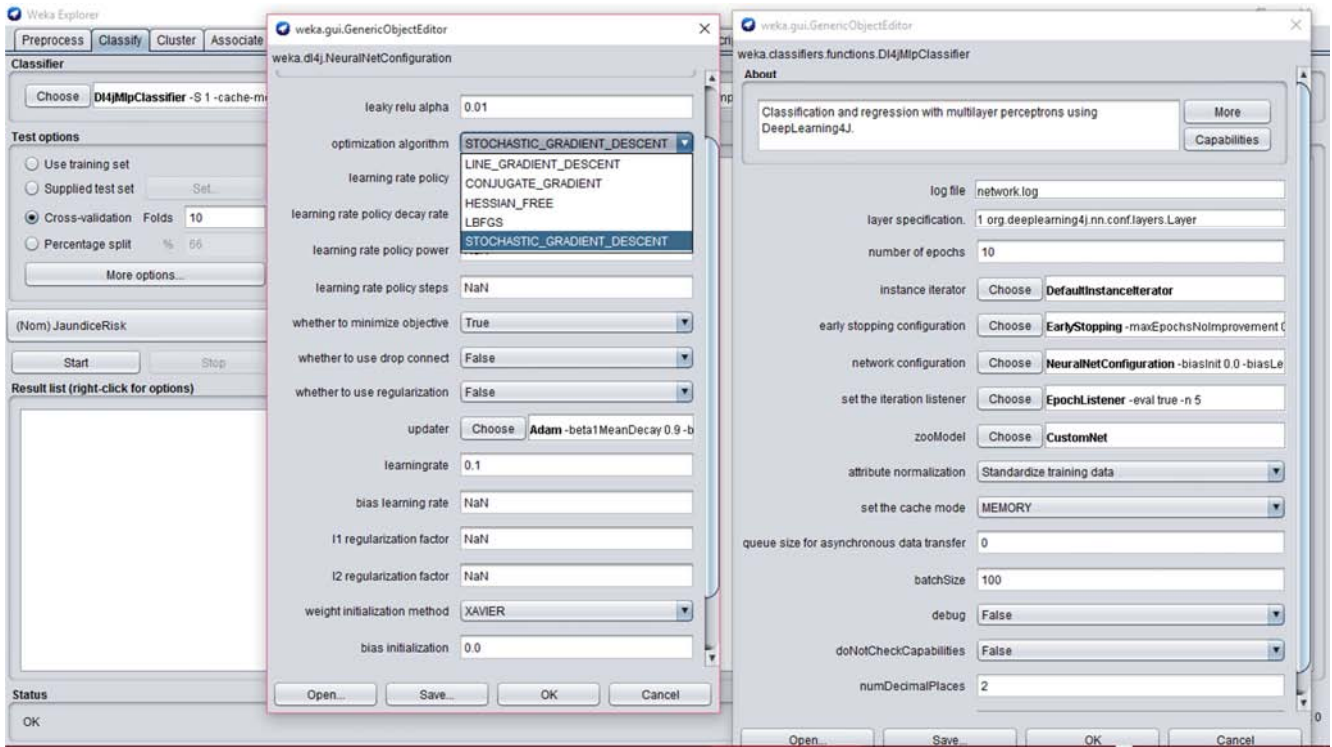 Weka Explorer
Preprocess Classify Cluster Associate
Classifier
Choose Dl4jMlpClassifier -S 1 -cache-m
Test options
Use training set
Supplied test set Set...
Cross-validation Folds 10
Percentage split % 66
More options...
(Nom) JaundiceRisk
Start Stop
Result list (right-click for options)
Status
OK
weka.gui.GenericObjectEditor
weka.dl4j.NeuralNetConfiguration
leaky relu alpha 0.01
optimization algorithm STOCHASTIC_GRADIENT_DESCENT
LINE_GRADIENT_DESCENT
CONJUGATE_GRADIENT
HESSIAN_FREE
LBFGS
STOCHASTIC_GRADIENT_DESCENT
learning rate policy
learning rate policy decay rate
learning rate policy power
learning rate policy steps NaN
whether to minimize objective True
whether to use drop connect False
whether to use regularization False
updater Choose Adam -beta1MeanDecay 0.9 -b
learningrate 0.1
bias learning rate NaN
l1 regularization factor NaN
l2 regularization factor NaN
weight initialization method XAVIER
bias initialization 0.0
Open... Save... OK Cancel
weka.gui.GenericObjectEditor
weka.classifiers.functions.Dl4jMlpClassifier
About
Classification and regression with multilayer perceptrons using
DeepLearning4J.
More
Capabilities
log file network.log
layer specification. 1 org.deeplearning4j.nn.conf.layers.Layer
number of epochs 10
instance iterator Choose DefaultInstanceIterator
early stopping configuration Choose EarlyStopping -maxEpochsNoImprovement 0
network configuration Choose NeuralNetConfiguration -biasInit 0.0 -biasLe
set the iteration listener Choose EpochListener -eval true -n 5
zooModel Choose CustomNet
attribute normalization Standardize training data
set the cache mode MEMORY
queue size for asynchronous data transfer 0
batchSize 100
debug False
doNotCheckCapabilities False
numDecimalPlaces 2
Open... Save... OK Cancel
0